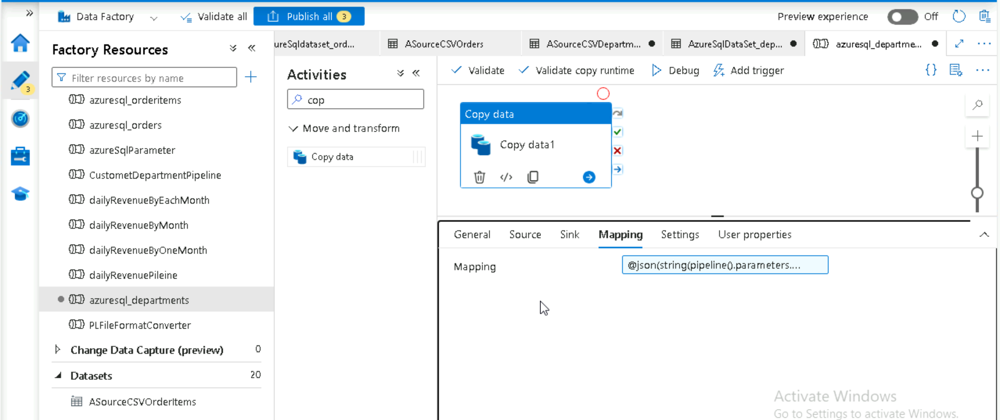 Data Factory
Validate all
Publish all 3
Preview experience
Off
Factory Resources
Filter resources by name
3
azuresql_orderitems
azuresql_orders
azureSqlParameter
CustometDepartmentPipeline
dailyRevenueByEachMonth
dailyRevenueByMonth
dailyRevenueByOneMonth
dailyRevenuePileine
azuresql_departments
PLFileFormatConverter
Change Data Capture (preview) 0
Datasets 20
ASourceCSVOrderItems
ureSqldataset_ord...
ASourceCSVOrders
ASourceCSVDepartm...
AzureSqlDataSet_dep...
azuresql_departme...
Activities
cop
Move and transform
Copy data
Validate
Validate copy runtime
Debug
Add trigger
Copy data
Copy data1
General
Source
Sink
Mapping
Settings
User properties
Mapping
@json(string(pipeline().parameters....
Activate Windows
Go to Settings to activate Windows.